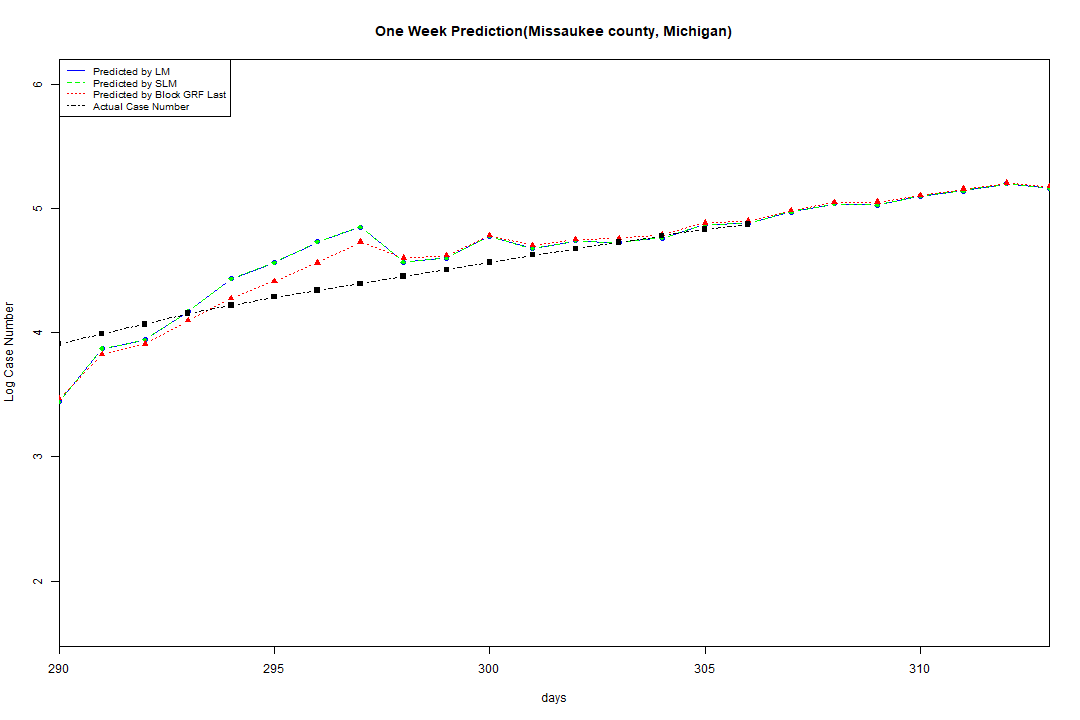 One Week Prediction(Missaukee county, Michigan)
Predicted by LM
Predicted by SLM
Predicted by Block GRF Last
Actual Case Number
6
5
4
3
2
Log Case Number
290 295 300 305 310
days